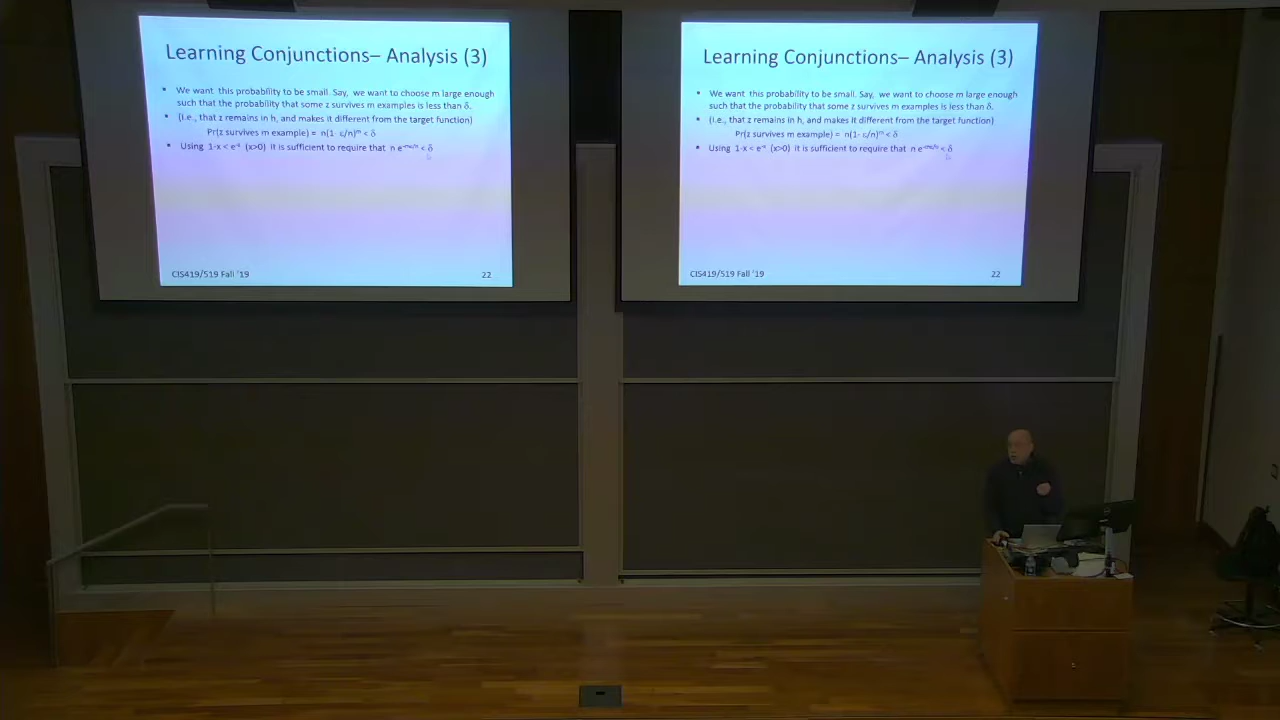 Learning Conjunctions– Analysis (3)
• We want this probability to be small. Say, we want to choose m large enough
such that the probability that some z survives m examples is less than δ.
• (i.e., that z remains in h, and makes it different from the target function)
Pr(z survives m example) = n(1- ε/n)ᵐ < δ
• Using 1-x < e⁻ˣ (x>0) it is sufficient to require that n e^-mε/n < δ
CIS419/519 Fall '19
22
Learning Conjunctions– Analysis (3)
• We want this probability to be small. Say, we want to choose m large enough
such that the probability that some z survives m examples is less than δ.
• (i.e., that z remains in h, and makes it different from the target function)
Pr(z survives m example) = n(1- ε/n)ᵐ < δ
• Using 1-x < e⁻ˣ (x>0) it is sufficient to require that n e^-mε/n < δ
CIS419/519 Fall '19
22